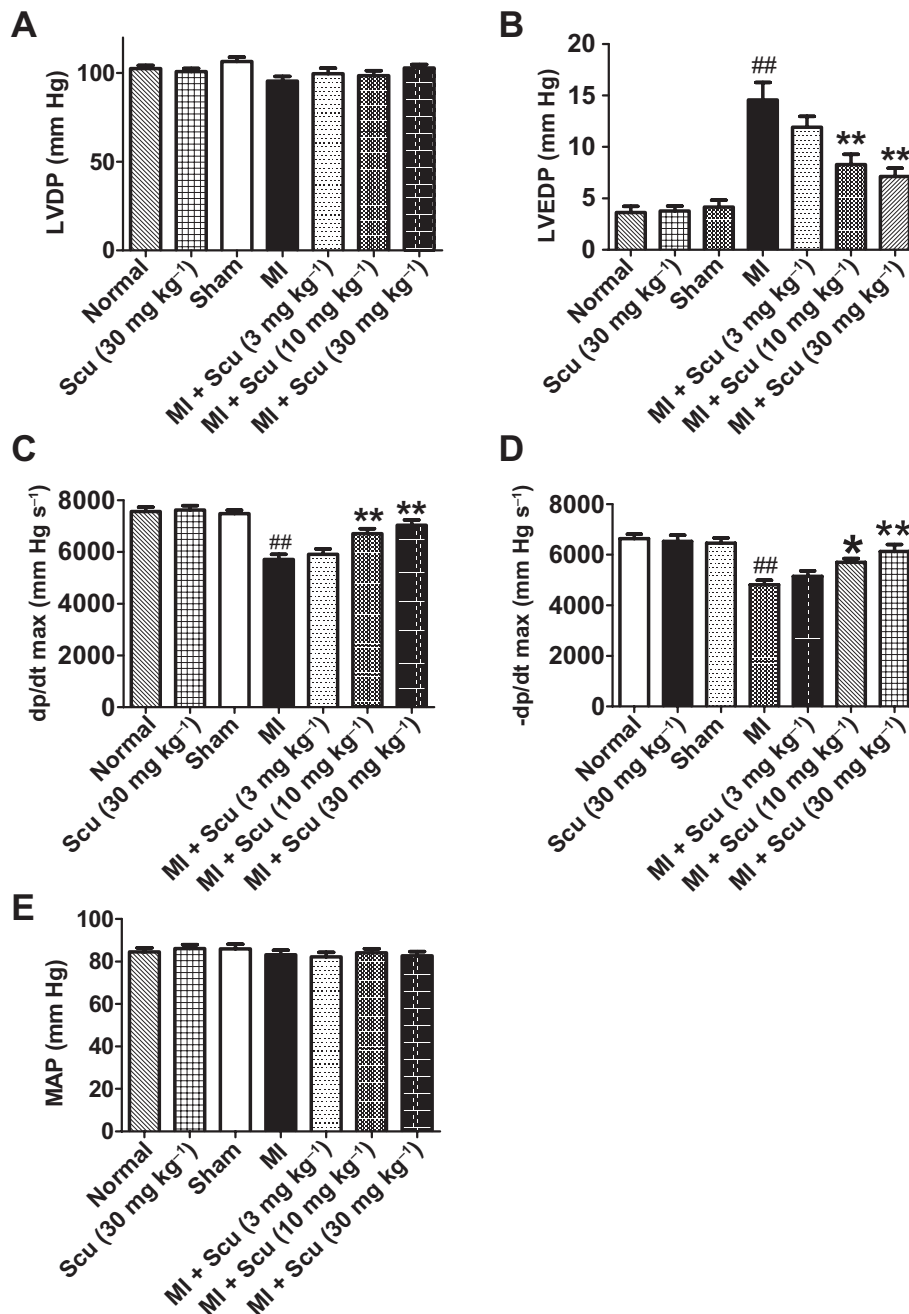 A
LVDP (mm Hg)
100
50
0
Normal
Scu (30 mg kg⁻¹)
Sham
MI
MI + Scu (3 mg kg⁻¹)
MI + Scu (10 mg kg⁻¹)
MI + Scu (30 mg kg⁻¹)
B
LVEDP (mm Hg)
20
15
10
5
0
##
**
**
Normal
Scu (30 mg kg⁻¹)
Sham
MI
MI + Scu (3 mg kg⁻¹)
MI + Scu (10 mg kg⁻¹)
MI + Scu (30 mg kg⁻¹)
C
dp/dt max (mm Hg s⁻¹)
8000
6000
4000
2000
0
##
**
**
Normal
Scu (30 mg kg⁻¹)
Sham
MI
MI + Scu (3 mg kg⁻¹)
MI + Scu (10 mg kg⁻¹)
MI + Scu (30 mg kg⁻¹)
D
-dp/dt max (mm Hg s⁻¹)
8000
6000
4000
2000
0
##
*
**
Normal
Scu (30 mg kg⁻¹)
Sham
MI
MI + Scu (3 mg kg⁻¹)
MI + Scu (10 mg kg⁻¹)
MI + Scu (30 mg kg⁻¹)
E
MAP (mm Hg)
100
80
60
40
20
0
Normal
Scu (30 mg kg⁻¹)
Sham
MI
MI + Scu (3 mg kg⁻¹)
MI + Scu (10 mg kg⁻¹)
MI + Scu (30 mg kg⁻¹)